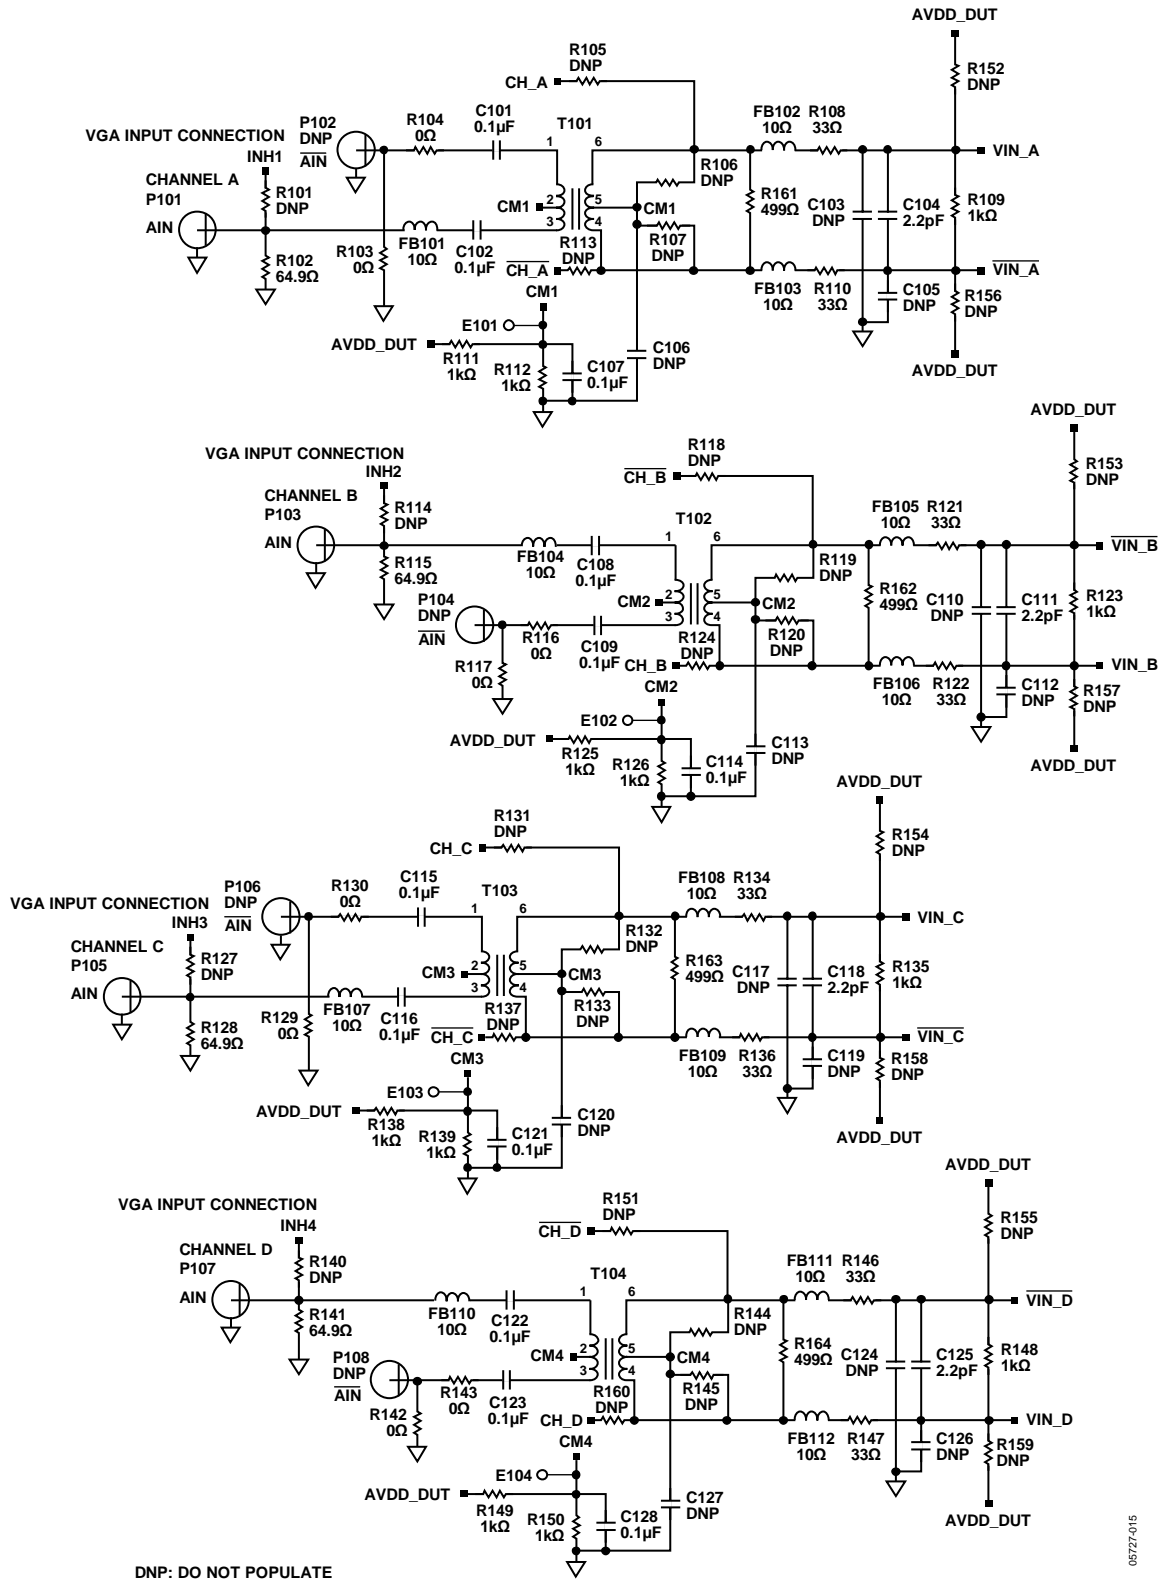 AVDD_DUT
R105
DNP
CH_A
R152
DNP
VGA INPUT CONNECTION
INH1
P102
DNP
AIN
R104
0Ω
C101
0.1µF
T101
1
6
FB102
10Ω
R108
33Ω
VIN_A
CHANNEL A
P101
AIN
R101
DNP
R106
DNP
CM1
2
5
CM1
R161
499Ω
C103
DNP
C104
2.2pF
R109
1kΩ
3
4
R107
DNP
R102
64.9Ω
R103
0Ω
FB101
10Ω
C102
0.1µF
R113
DNP
CH_A
FB103
10Ω
R110
33Ω
C105
DNP
VIN_A
R156
DNP
AVDD_DUT
CM1
E101
AVDD_DUT
R111
1kΩ
R112
1kΩ
C107
0.1µF
C106
DNP
AVDD_DUT
R118
DNP
CH_B
R153
DNP
VGA INPUT CONNECTION
INH2
CHANNEL B
P103
AIN
R114
DNP
R115
64.9Ω
FB104
10Ω
C108
0.1µF
T102
1
6
FB105
10Ω
R121
33Ω
VIN_B
R119
DNP
CM2
2
5
CM2
R162
499Ω
C110
DNP
C111
2.2pF
R123
1kΩ
P104
DNP
AIN
3
4
R120
DNP
R116
0Ω
R117
0Ω
C109
0.1µF
R124
DNP
CH_B
FB106
10Ω
R122
33Ω
C112
DNP
VIN_B
R157
DNP
AVDD_DUT
CM2
E102
AVDD_DUT
R125
1kΩ
R126
1kΩ
C114
0.1µF
C113
DNP
AVDD_DUT
R131
DNP
CH_C
R154
DNP
VGA INPUT CONNECTION
INH3
P106
DNP
AIN
R130
0Ω
C115
0.1µF
T103
1
6
FB108
10Ω
R134
33Ω
VIN_C
CHANNEL C
P105
AIN
R127
DNP
R132
DNP
CM3
2
5
CM3
R163
499Ω
C117
DNP
C118
2.2pF
R135
1kΩ
3
4
R133
DNP
R128
64.9Ω
R129
0Ω
FB107
10Ω
C116
0.1µF
R137
DNP
CH_C
FB109
10Ω
R136
33Ω
C119
DNP
VIN_C
R158
DNP
AVDD_DUT
CM3
E103
AVDD_DUT
R138
1kΩ
R139
1kΩ
C121
0.1µF
C120
DNP
AVDD_DUT
R151
DNP
CH_D
R155
DNP
VGA INPUT CONNECTION
INH4
CHANNEL D
P107
AIN
R140
DNP
R141
64.9Ω
FB110
10Ω
C122
0.1µF
T104
1
6
FB111
10Ω
R146
33Ω
VIN_D
R144
DNP
CM4
2
5
CM4
R164
499Ω
C124
DNP
C125
2.2pF
R148
1kΩ
P108
DNP
AIN
3
4
R145
DNP
R143
0Ω
R142
0Ω
C123
0.1µF
R160
DNP
CH_D
FB112
10Ω
R147
33Ω
C126
DNP
VIN_D
R159
DNP
AVDD_DUT
CM4
E104
AVDD_DUT
R149
1kΩ
R150
1kΩ
C128
0.1µF
C127
DNP
DNP: DO NOT POPULATE
05727-015